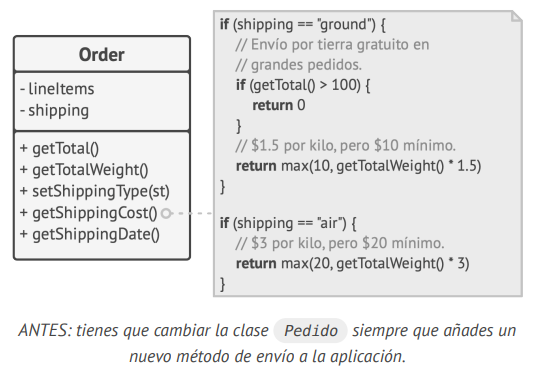 Order
- lineItems
- shipping
+ getTotal()
+ getTotalWeight()
+ setShippingType(st)
+ getShippingCost()
+ getShippingDate()
if (shipping == "ground") {
// Envío por tierra gratuito en
// grandes pedidos.
if (getTotal() > 100) {
return 0
}
// $1.5 por kilo, pero $10 mínimo.
return max(10, getTotalWeight() * 1.5)
}
if (shipping == "air") {
// $3 por kilo, pero $20 mínimo.
return max(20, getTotalWeight() * 3)
}
ANTES: tienes que cambiar la clase Pedido siempre que añades un
nuevo método de envío a la aplicación.